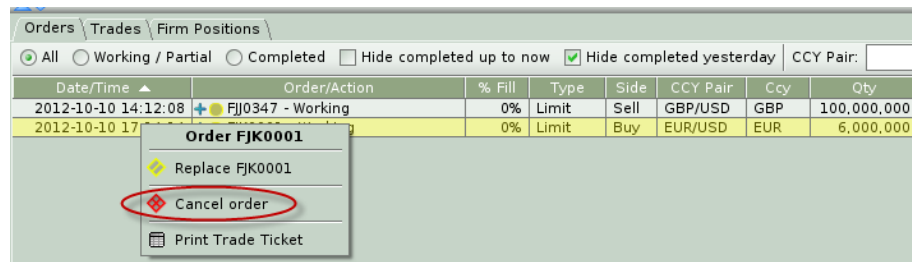 Orders Trades Firm Positions
All Working / Partial Completed Hide completed up to now Hide completed yesterday CCY Pair:
Date/Time Order/Action % Fill Type Side CCY Pair Ccy Qty
2012-10-10 14:12:08 FJJ0347 - Working 0% Limit Sell GBP/USD GBP 100,000,000
2012-10-10 17 0% Limit Buy EUR/USD EUR 6,000,000
Order FJK0001
Replace FJK0001
Cancel order
Print Trade Ticket